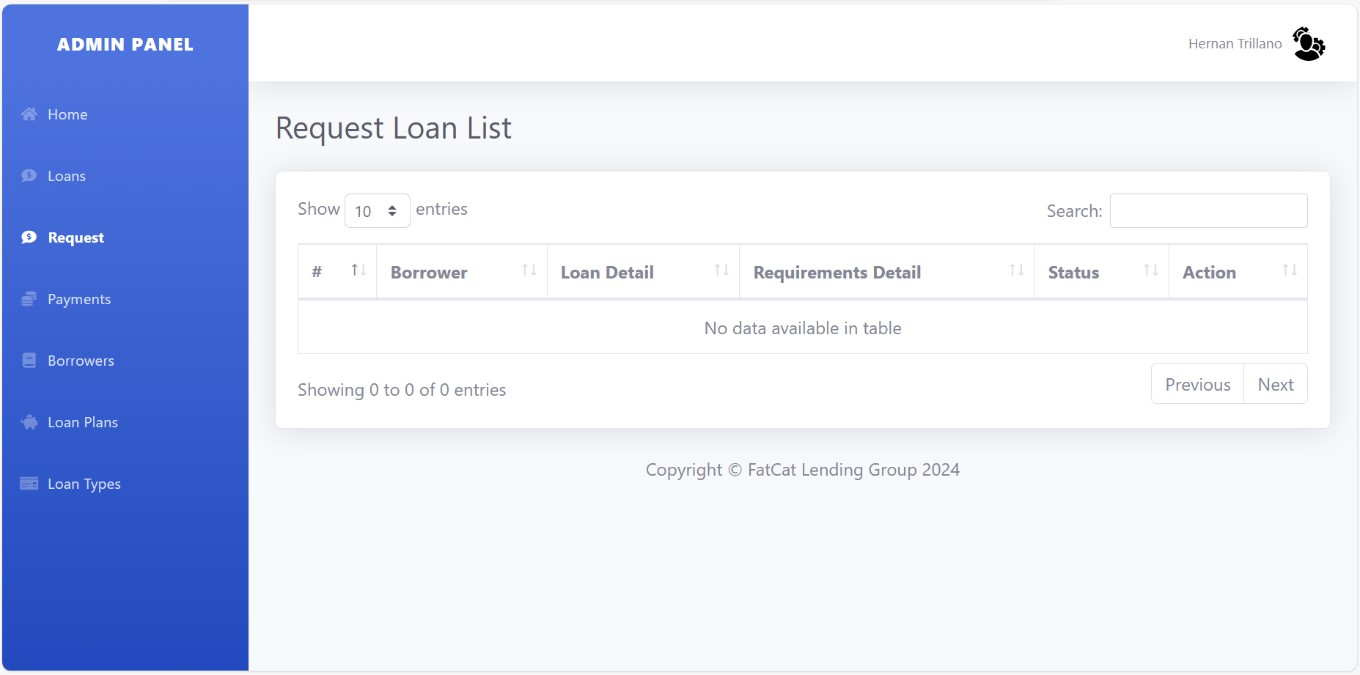 ADMIN PANEL
Hernan Trillano
Home
Loans
Request
Payments
Borrowers
Loan Plans
Loan Types
Request Loan List
Show 10 entries
Search:
# Borrower Loan Detail Requirements Detail Status Action
No data available in table
Showing 0 to 0 of 0 entries
Previous Next
Copyright © FatCat Lending Group 2024